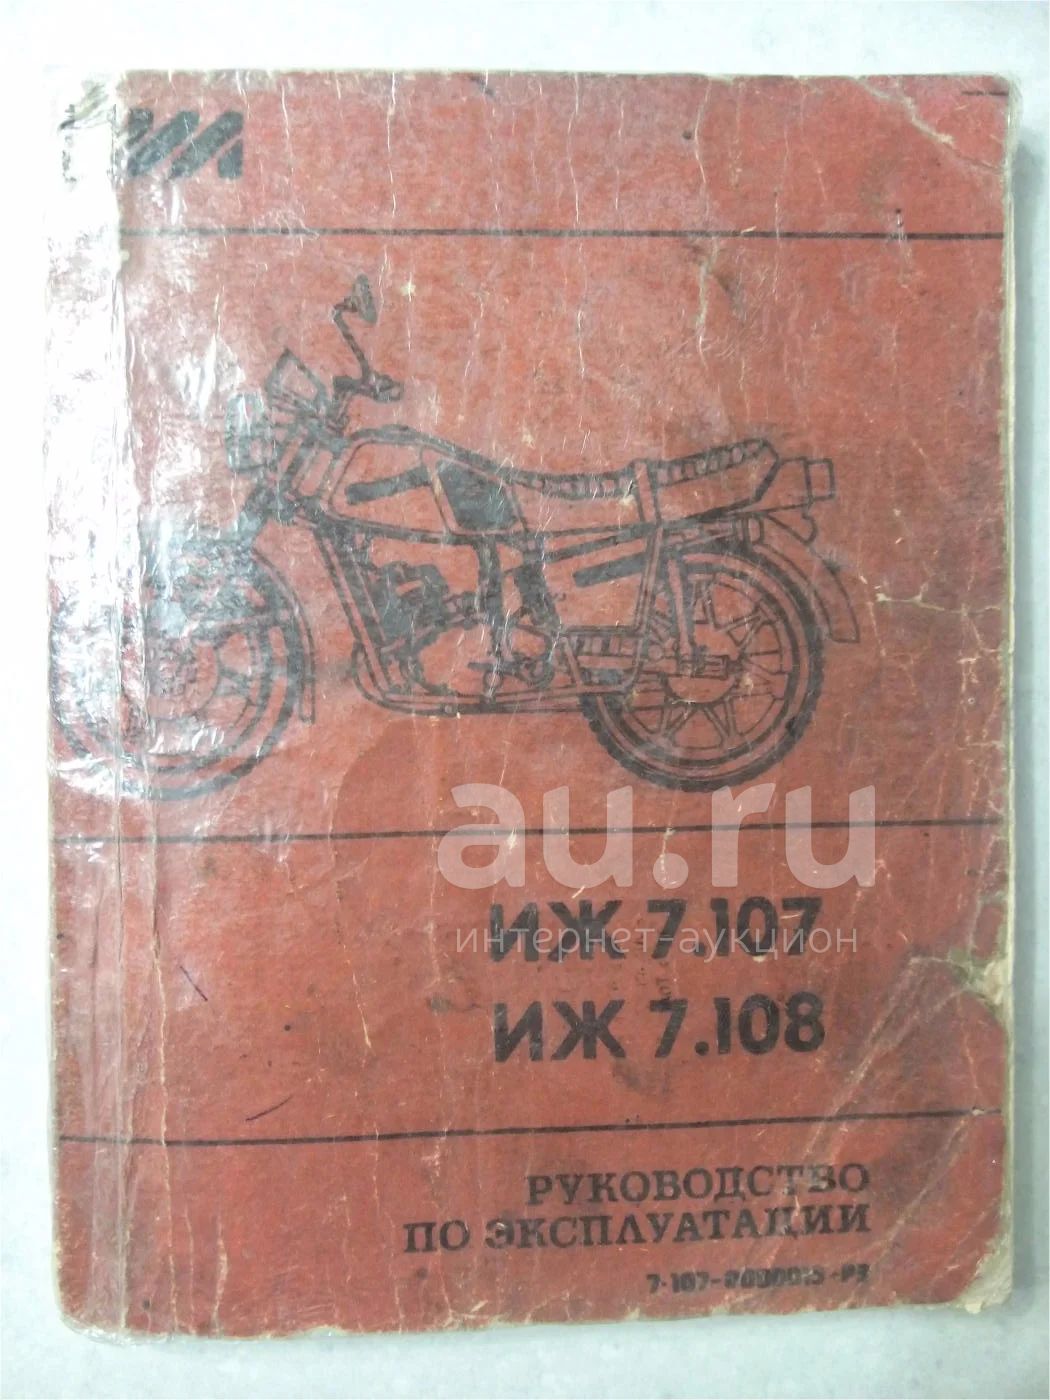 au.ru
ИЖ 7.107
интернет-аукцион
ИЖ 7.108
РУКОВОДСТВО
ПО ЭКСПЛУАТАЦИИ